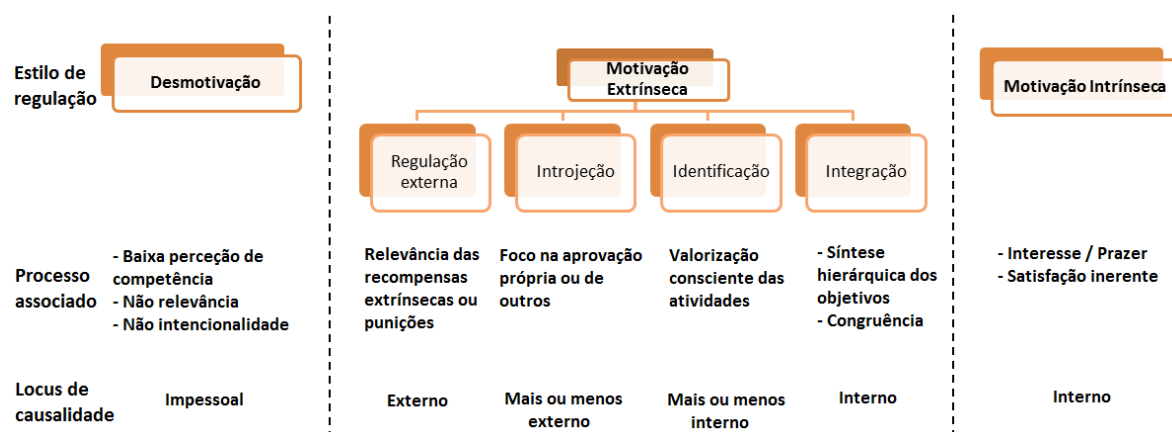 Estilo de
regulação
Desmotivação
Motivação
Extrínseca
Motivação Intrínseca
Regulação
externa
Introjeção
Identificação
Integração
Processo
associado
- Baixa perceção de
competência
- Não relevância
- Não intencionalidade
Relevância das
recompensas
extrínsecas ou
punições
Foco na aprovação
própria ou de
outros
Valorização
consciente das
atividades
- Síntese
hierárquica dos
objetivos
- Congruência
- Interesse / Prazer
- Satisfação inerente
Locus de
causalidade
Impessoal
Externo
Mais ou menos
externo
Mais ou menos
interno
Interno
Interno